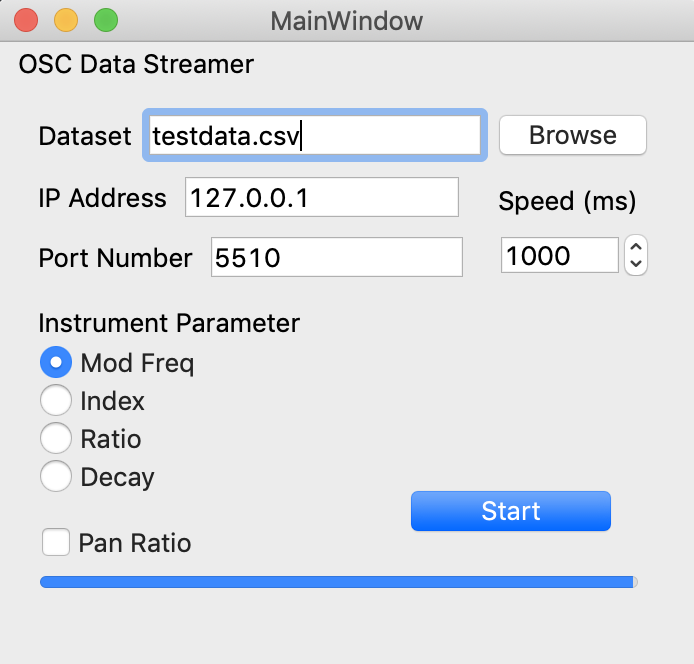 MainWindow
OSC Data Streamer
Dataset testdata.csv Browse
IP Address 127.0.0.1 Speed (ms)
Port Number 5510 1000
Instrument Parameter
Mod Freq
Index
Ratio
Decay
Start
Pan Ratio